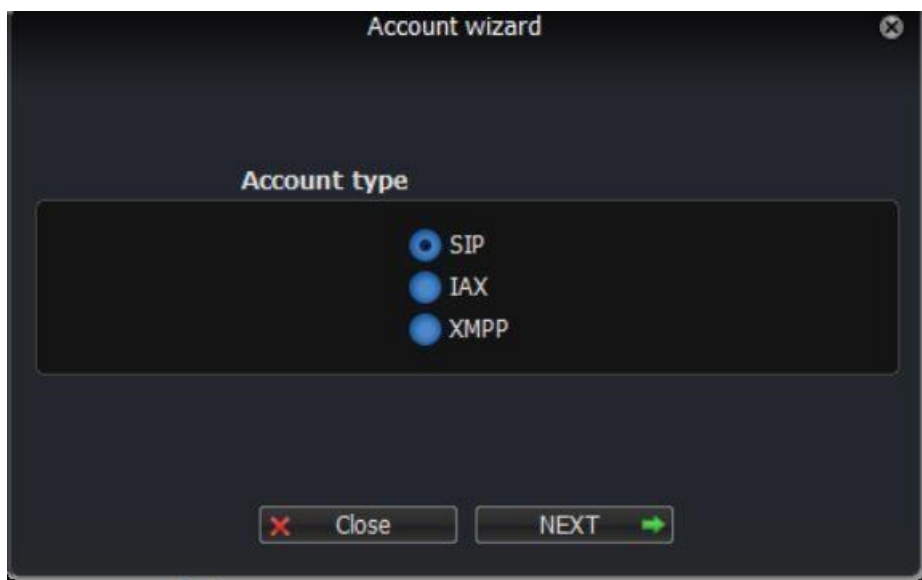 Account wizard
Account type
SIP
IAX
XMPP
Close
NEXT